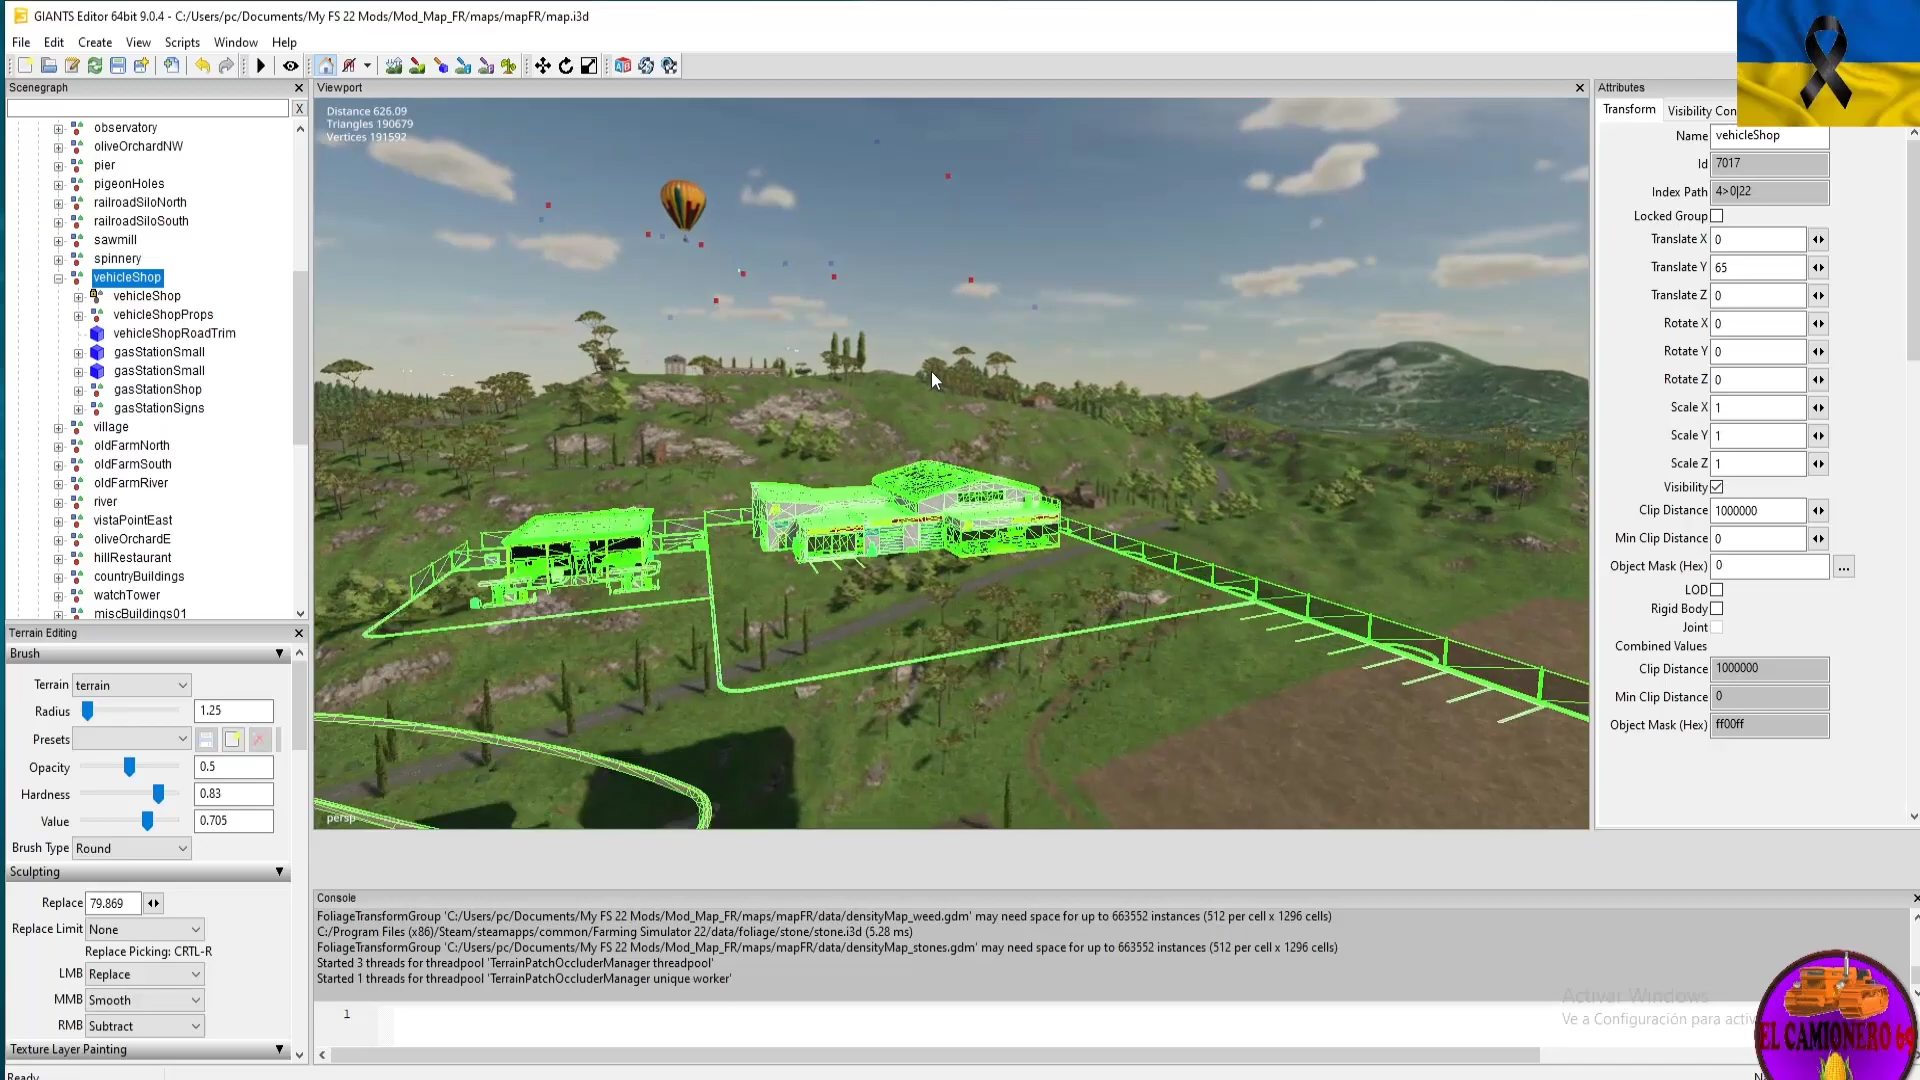 GIANTS Editor 64bit 9.0.4 - C:/Users/pc/Documents/My FS 22 Mods/Mod_Map_FR/maps/mapFR/map.i3d
File Edit Create View Scripts Window Help
Scenegraph
X
observatory
oliveOrchardNW
pier
pigeonHoles
railroadSiloNorth
railroadSiloSouth
sawmill
spinnery
vehicleShop
vehicleShop
vehicleShopProps
vehicleShopRoadTrim
gasStationSmall
gasStationSmall
gasStationShop
gasStationSigns
village
oldFarmNorth
oldFarmSouth
oldFarmRiver
river
vistaPointEast
oliveOrchardE
hillRestaurant
countryBuildings
watchTower
miscBuildings01
Terrain Editing
Brush
Terrain terrain
Radius 1.25
Presets
Opacity 0.5
Hardness 0.83
Value 0.705
Brush Type Round
Sculpting
Replace 79.869
Replace Limit None
Replace Picking: CRTL-R
LMB Replace
MMB Smooth
RMB Subtract
Texture Layer Painting
Ready
Viewport
Distance 626.09
Triangles 190679
Vertices 191592
persp
Console
FoliageTransformGroup 'C:/Users/pc/Documents/My FS 22 Mods/Mod_Map_FR/maps/mapFR/data/densityMap_weed.gdm' may need space for up to 663552 instances (512 per cell x 1296 cells)
C:/Program Files (x86)/Steam/steamapps/common/Farming Simulator 22/data/foliage/stone/stone.i3d (5.28 ms)
FoliageTransformGroup 'C:/Users/pc/Documents/My FS 22 Mods/Mod_Map_FR/maps/mapFR/data/densityMap_stones.gdm' may need space for up to 663552 instances (512 per cell x 1296 cells)
Started 3 threads for threadpool 'TerrainPatchOccluderManager threadpool'
Started 1 threads for threadpool 'TerrainPatchOccluderManager unique worker'
1
Attributes
Transform Visibility Con
Name vehicleShop
Id 7017
Index Path 4>0|22
Locked Group
Translate X 0
Translate Y 65
Translate Z 0
Rotate X 0
Rotate Y 0
Rotate Z 0
Scale X 1
Scale Y 1
Scale Z 1
Visibility
Clip Distance 1000000
Min Clip Distance 0
Object Mask (Hex) 0 ...
LOD
Rigid Body
Joint
Combined Values
Clip Distance 1000000
Min Clip Distance 0
Object Mask (Hex) ff00ff
Activar Windows
Ve a Configuración para activ
EL CAMIONERO